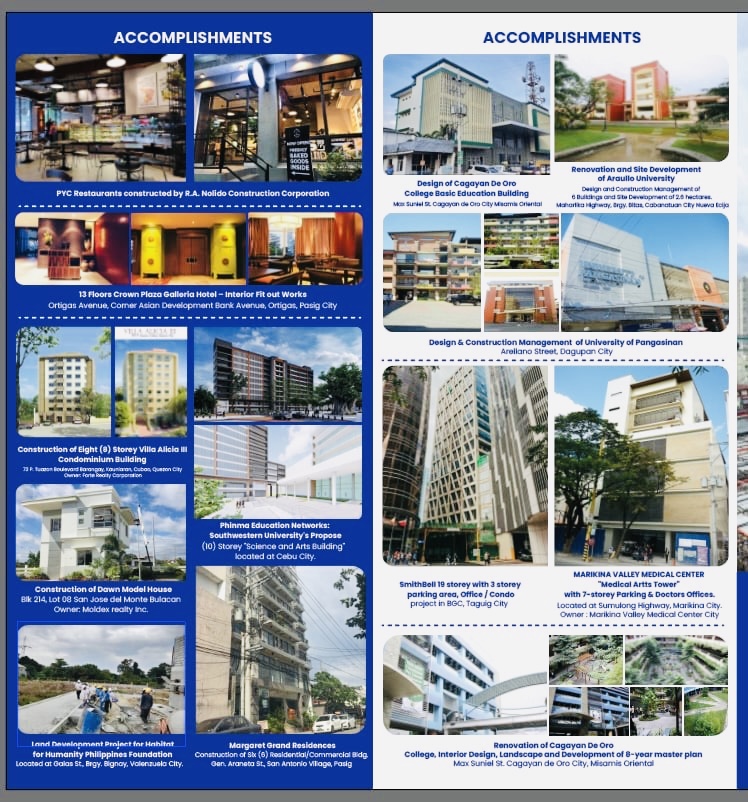 ACCOMPLISHMENTS
PYC Restaurants constructed by R.A. Nolido Construction Corporation
13 Floors Crown Plaza Galleria Hotel – Interior Fit out Works
Ortigas Avenue, Corner Asian Development Bank Avenue, Ortigas, Pasig City
Construction of Eight (8) Storey Villa Alicia III
Condominium Building
72 P. Tuazon Boulevard Barangay, Kaunlaran, Cubao, Quezon City
Owner: Forte Realty Corporation
Phinma Education Networks:
Southwestern University's Propose
(10) Storey "Science and Arts Building"
located at Cebu City.
Construction of Dawn Model House
Blk 214, Lot 08 San Jose del Monte Bulacan
Owner: Moldex realty Inc.
Land Development Project for Habitat
for Humanity Philippines Foundation
Located at Galas St., Brgy. Bignay, Valenzuela City.
Margaret Grand Residences
Construction of Six (6) Residential/Commercial Bldg.
Gen. Araneta St., San Antonio Village, Pasig
ACCOMPLISHMENTS
Design of Cagayan De Oro
College Basic Education Building
Max Suniel St. Cagayan de Oro City Misamis Oriental
Renovation and Site Development
of Araullo University
Design and Construction Management of
6 Buildings and Site Development of 2.6 hectares.
Maharlika Highway, Brgy. Bitas, Cabanatuan City Nueva Ecija
Design & Construction Management of University of Pangasinan
Arellano Street, Dagupan City
SmithBell 19 storey with 3 storey
parking area, Office / Condo
project in BGC, Taguig City
MARIKINA VALLEY MEDICAL CENTER
"Medical Arts Tower"
with 7-storey Parking & Doctors Offices.
Located at Sumulong Highway, Marikina City.
Owner : Marikina Valley Medical Center City
Renovation of Cagayan De Oro
College, Interior Design, Landscape and Development of 8-year master plan
Max Suniel St. Cagayan de Oro City, Misamis Oriental